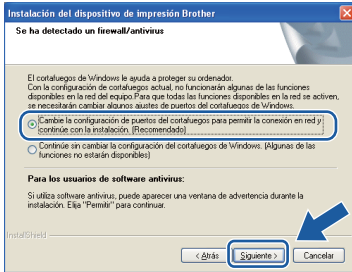 Instalación del dispositivo de impresión Brother
Se ha detectado un firewall/antivirus
El cortafuegos de Windows le ayuda a proteger su ordenador.
Con la configuración de cortafuegos actual, no funcionarán algunas de las funciones
disponibles en la red del equipo.Para que todas las funciones disponibles en la red se activen,
se necesitarán cambiar algunos ajustes de puertos del cortafuegos de Windows.
Cambie la configuración de puertos del cortafuegos para permitir la conexión en red y
continúe con la instalación. (Recomendado)
Continúe sin cambiar la configuración del cortafuegos de Windows. (Algunas de las
funciones no estarán disponibles)
Para los usuarios de software antivirus:
Si utiliza software antivirus, puede aparecer una ventana de advertencia durante la
instalación. Elija "Permitir" para continuar.
InstallShield
< Atrás
Siguiente >
Cancelar